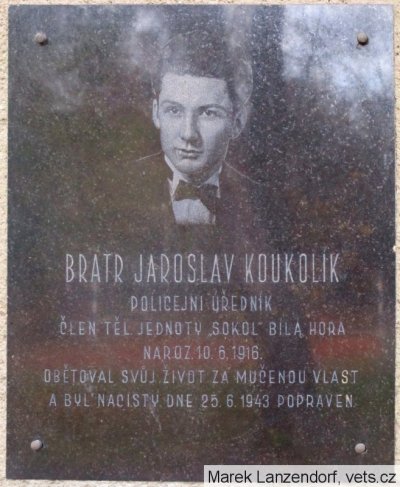 BRATR JAROSLAV KOUKOLÍK
POLICEJNÍ ÚŘEDNÍK
ČLEN TĚL. JEDNOTY „SOKOL" BÍLÁ HORA
NAROZ. 10. 6. 1916.
OBĚTOVAL SVŮJ ŽIVOT ZA MUČENOU VLAST
A BYL NACISTY DNE 25. 6. 1943 POPRAVEN
Marek Lanzendorf, vets.cz